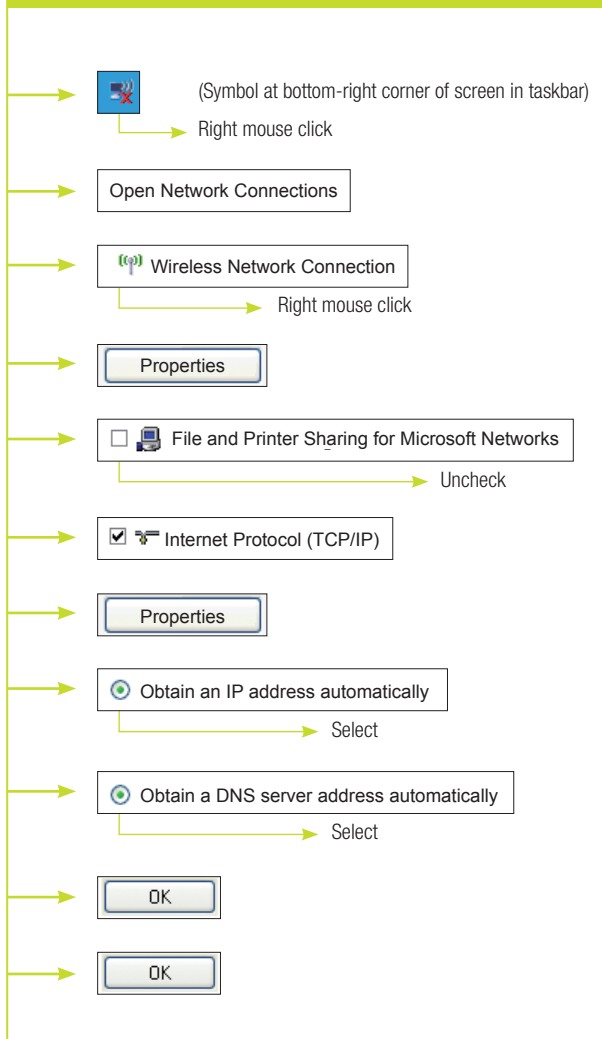 (Symbol at bottom-right corner of screen in taskbar)
Right mouse click
Open Network Connections
Wireless Network Connection
Right mouse click
Properties
File and Printer Sharing for Microsoft Networks
Uncheck
Internet Protocol (TCP/IP)
Properties
Obtain an IP address automatically
Select
Obtain a DNS server address automatically
Select
OK
OK